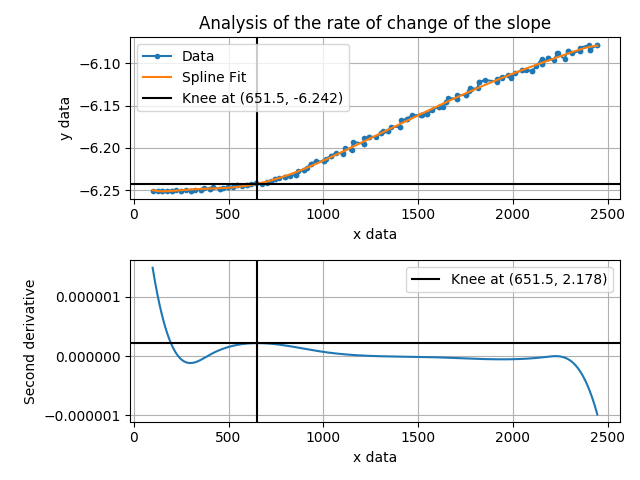 Analysis of the rate of change of the slope
Data
Spline Fit
Knee at (651.5, -6.242)
y data
−6.10
−6.15
−6.20
−6.25
0 500 1000 1500 2000 2500
x data
Knee at (651.5, 2.178)
Second derivative
0.000001
0.000000
−0.000001
0 500 1000 1500 2000 2500
x data